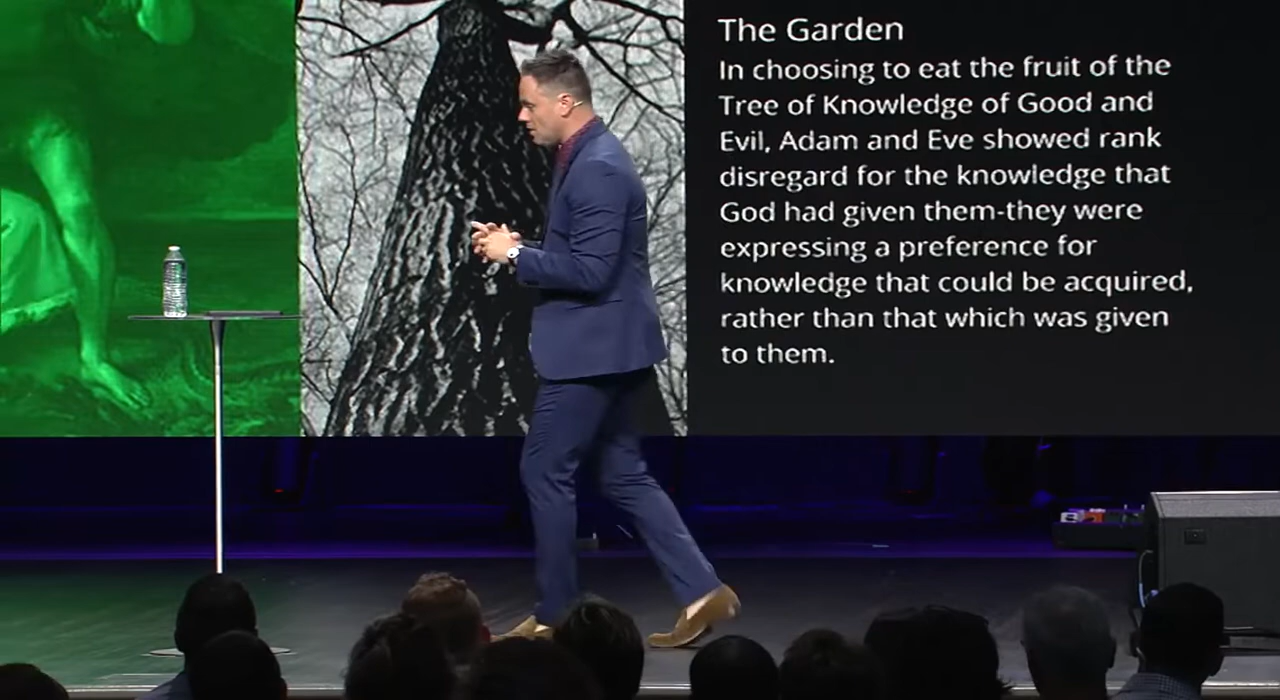 The Garden
In choosing to eat the fruit of the
Tree of Knowledge of Good and
Evil, Adam and Eve showed rank
disregard for the knowledge that
God had given them-they were
expressing a preference for
knowledge that could be acquired,
rather than that which was given
to them.